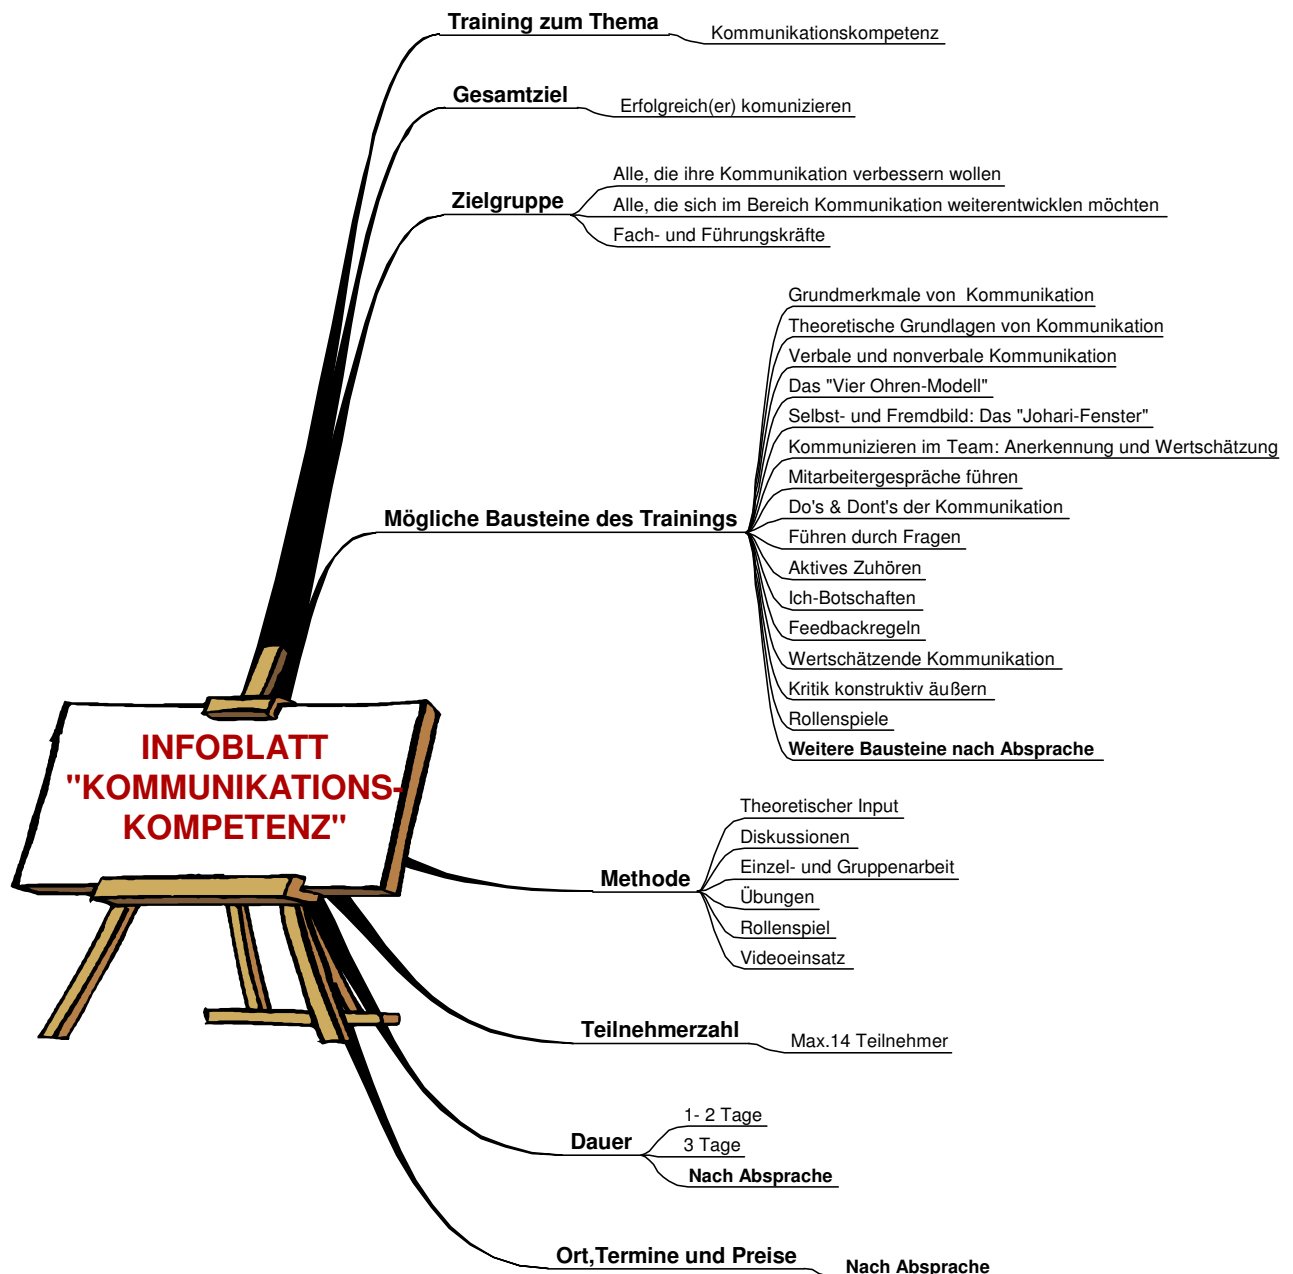 Training zum Thema
Kommunikationskompetenz
Gesamtziel
Erfolgreich(er) komunizieren
Zielgruppe
Alle, die ihre Kommunikation verbessern wollen
Alle, die sich im Bereich Kommunikation weiterentwicklen möchten
Fach- und Führungskräfte
Mögliche Bausteine des Trainings
Grundmerkmale von  Kommunikation
Theoretische Grundlagen von Kommunikation
Verbale und nonverbale Kommunikation
Das "Vier Ohren-Modell"
Selbst- und Fremdbild: Das "Johari-Fenster"
Kommunizieren im Team: Anerkennung und Wertschätzung
Mitarbeitergespräche führen
Do's & Dont's der Kommunikation
Führen durch Fragen
Aktives Zuhören
Ich-Botschaften
Feedbackregeln
Wertschätzende Kommunikation
Kritik konstruktiv äußern
Rollenspiele
Weitere Bausteine nach Absprache
INFOBLATT
"KOMMUNIKATIONS-
KOMPETENZ"
Methode
Theoretischer Input
Diskussionen
Einzel- und Gruppenarbeit
Übungen
Rollenspiel
Videoeinsatz
Teilnehmerzahl
Max.14 Teilnehmer
Dauer
1- 2 Tage
3 Tage
Nach Absprache
Ort,Termine und Preise
Nach Absprache